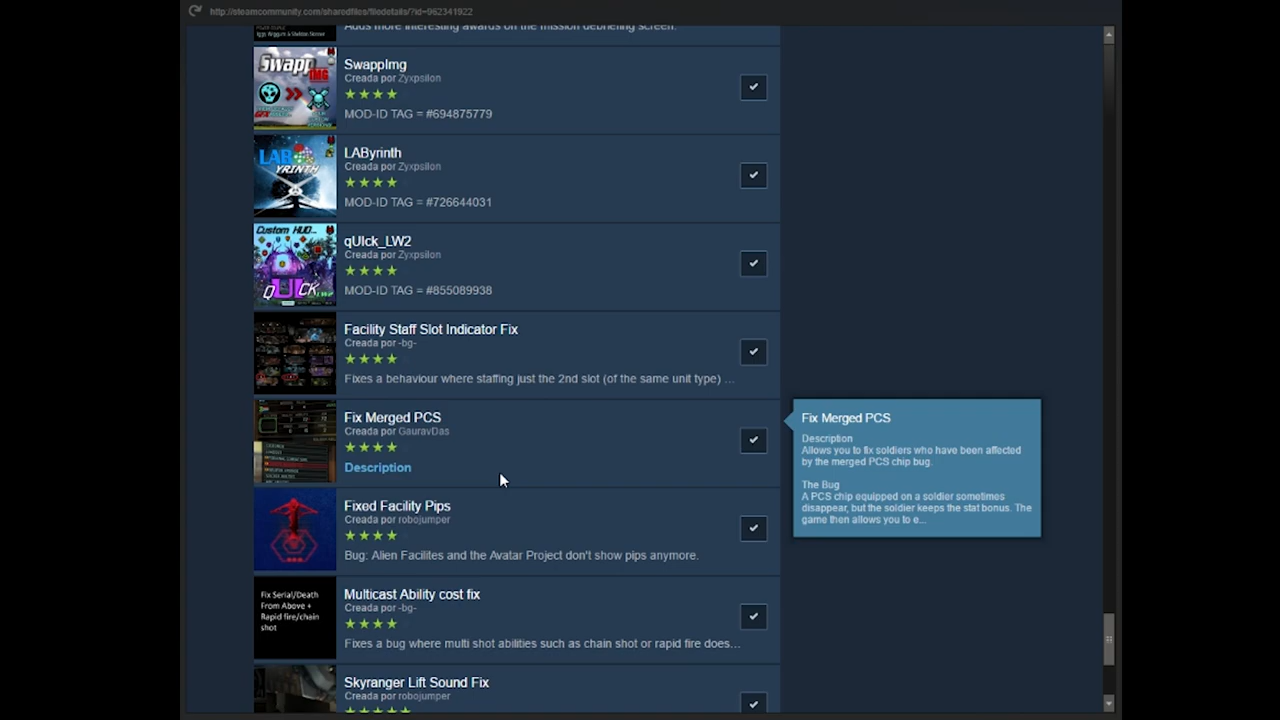 http://steamcommunity.com/sharedfiles/filedetails/?id=962341922
Adds more interesting awards on the mission debriefing screen.
Swapp
IMG
SwappImg
Creada por Zyxpsilon
MOD-ID TAG = #694875779
LAB
YRINTH
LAByrinth
Creada por Zyxpsilon
MOD-ID TAG = #726644031
Custom HUD...
QUICK
qUIck_LW2
Creada por Zyxpsilon
MOD-ID TAG = #855089938
Facility Staff Slot Indicator Fix
Creada por -bg-
Fixes a behaviour where staffing just the 2nd slot (of the same unit type) ...
Fix Merged PCS
Creada por GauravDas
Description
Fix Merged PCS
Description
Allows you to fix soldiers who have been affected
by the merged PCS chip bug.
The Bug
A PCS chip equipped on a soldier sometimes
disappear, but the soldier keeps the stat bonus. The
game then allows you to e...
Fixed Facility Pips
Creada por robojumper
Bug: Alien Facilites and the Avatar Project don't show pips anymore.
Fix Serial/Death
From Above +
Rapid fire/chain
shot
Multicast Ability cost fix
Creada por -bg-
Fixes a bug where multi shot abilities such as chain shot or rapid fire does...
Skyranger Lift Sound Fix
Creada por robojumper